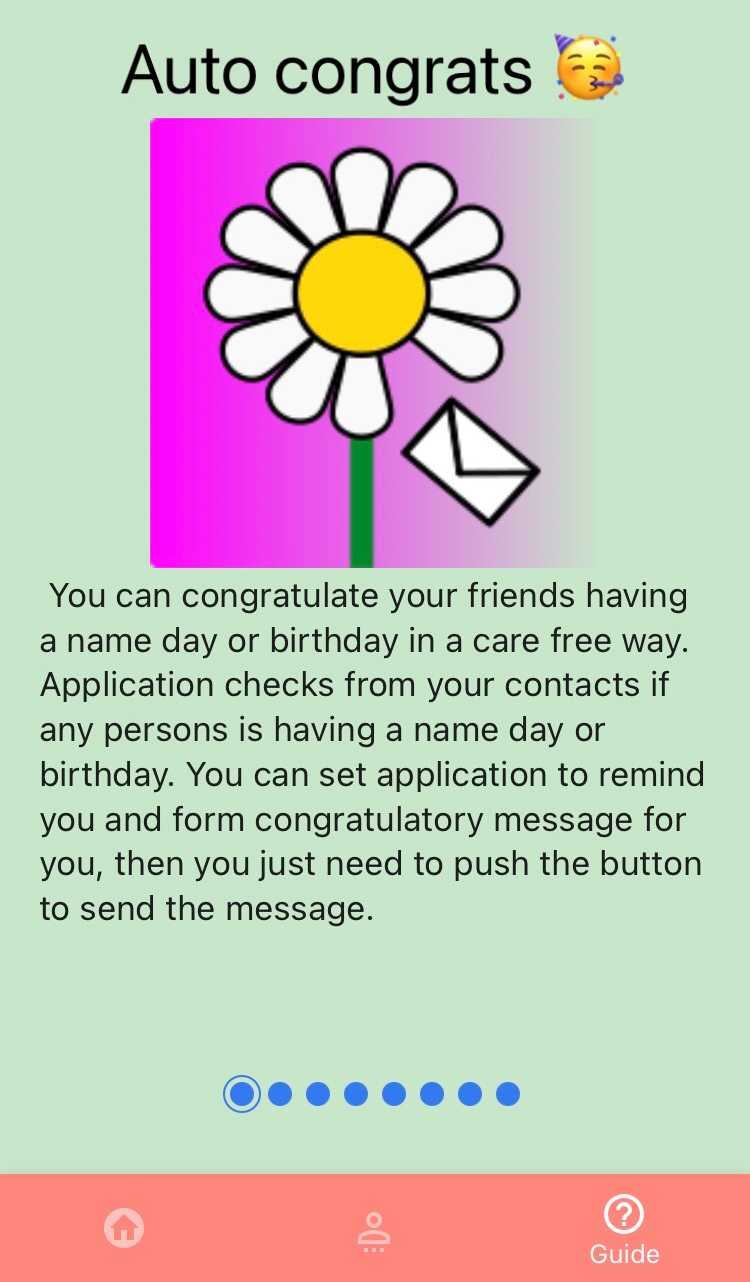 Auto congrats 🥳
You can congratulate your friends having
a name day or birthday in a care free way.
Application checks from your contacts if
any persons is having a name day or
birthday. You can set application to remind
you and form congratulatory message for
you, then you just need to push the button
to send the message.
Guide